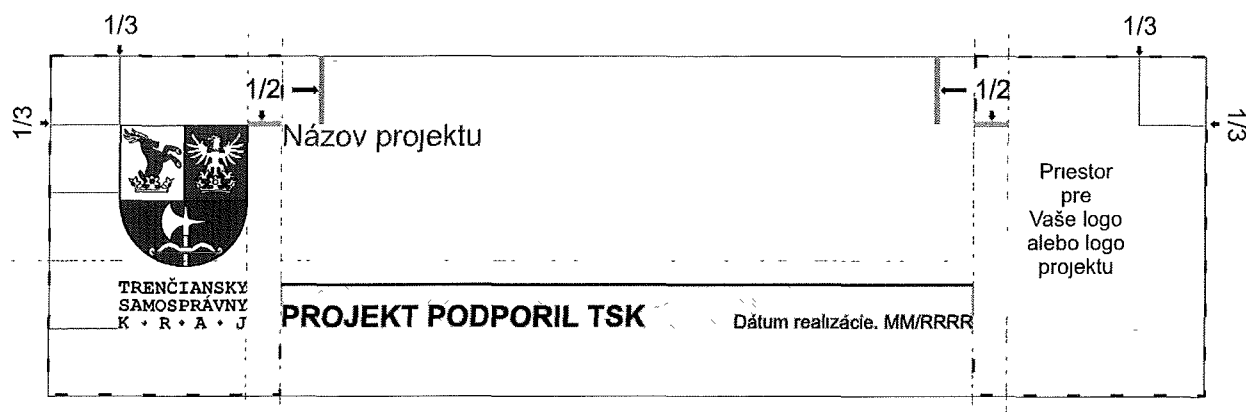 1/3
1/3
1/2
1/2
1/3
1/3
Názov projektu
Priestor
pre
Vaše logo
alebo logo
projektu
TRENČIANSKY
SAMOSPRÁVNY
K • R • A • J
PROJEKT PODPORIL TSK
Dátum realizácie. MM/RRRR